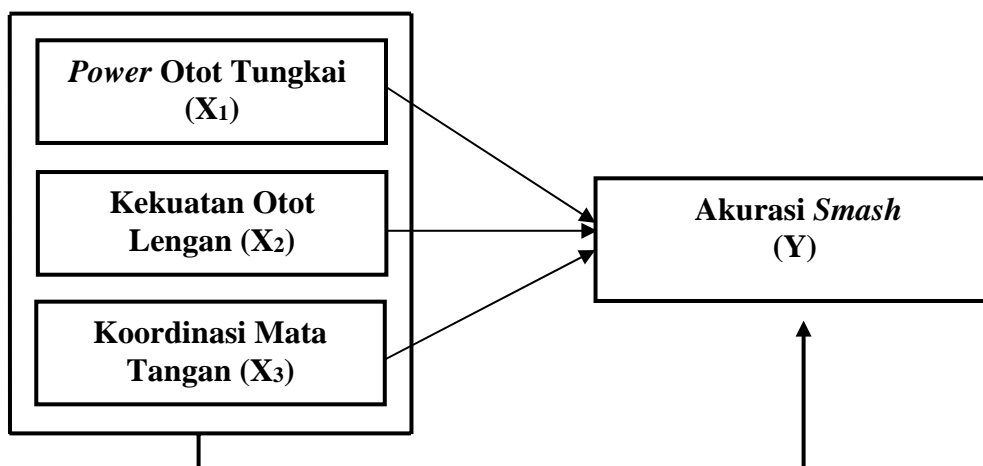 Power Otot Tungkai
(X1)
Kekuatan Otot
Lengan (X2)
Koordinasi Mata
Tangan (X3)
Akurasi Smash
(Y)